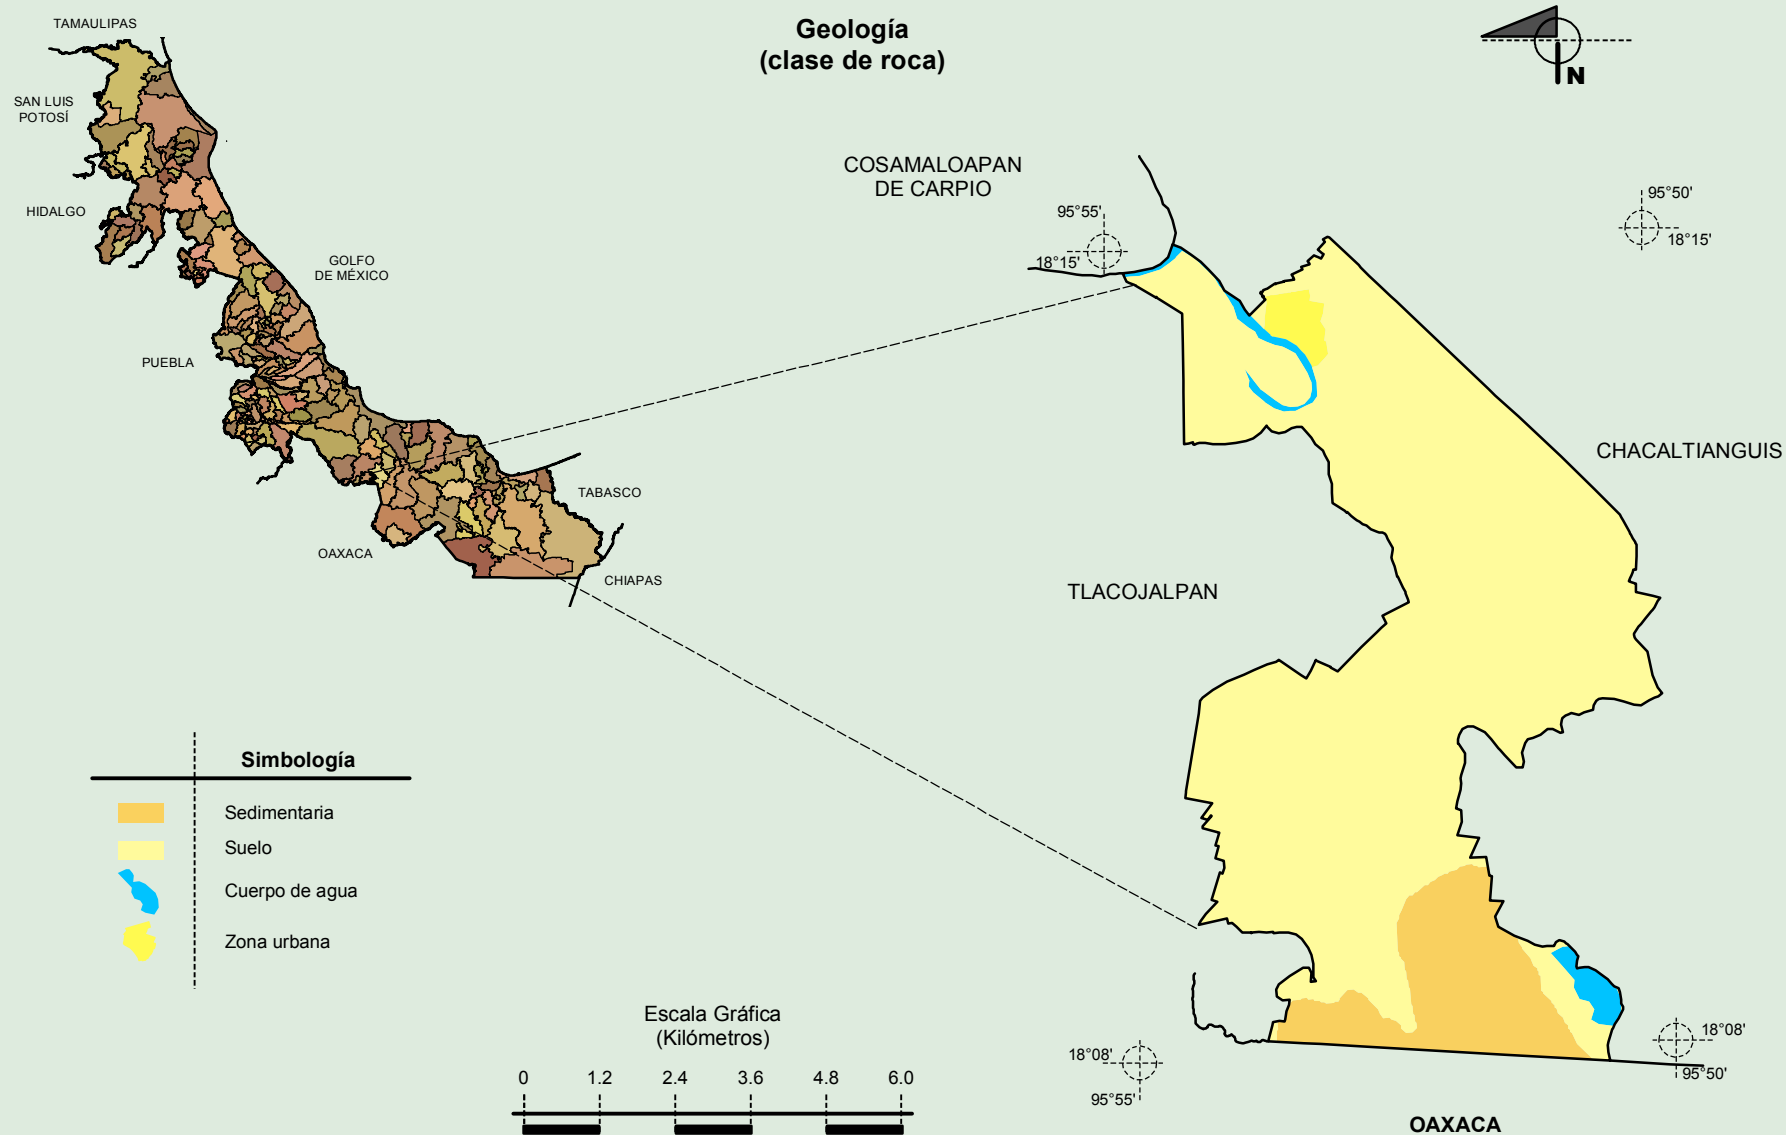 Geología
(clase de roca)
N
TAMAULIPAS
SAN LUIS
POTOSÍ
HIDALGO
GOLFO
DE MÉXICO
PUEBLA
TABASCO
OAXACA
CHIAPAS
COSAMALOAPAN
DE CARPIO
95°55'
18°15'
95°50'
18°15'
CHACALTIANGUIS
TLACOJALPAN
Simbología
Sedimentaria
Suelo
Cuerpo de agua
Zona urbana
Escala Gráfica
(Kilómetros)
0 1.2 2.4 3.6 4.8 6.0
18°08'
95°55'
18°08'
95°50'
OAXACA